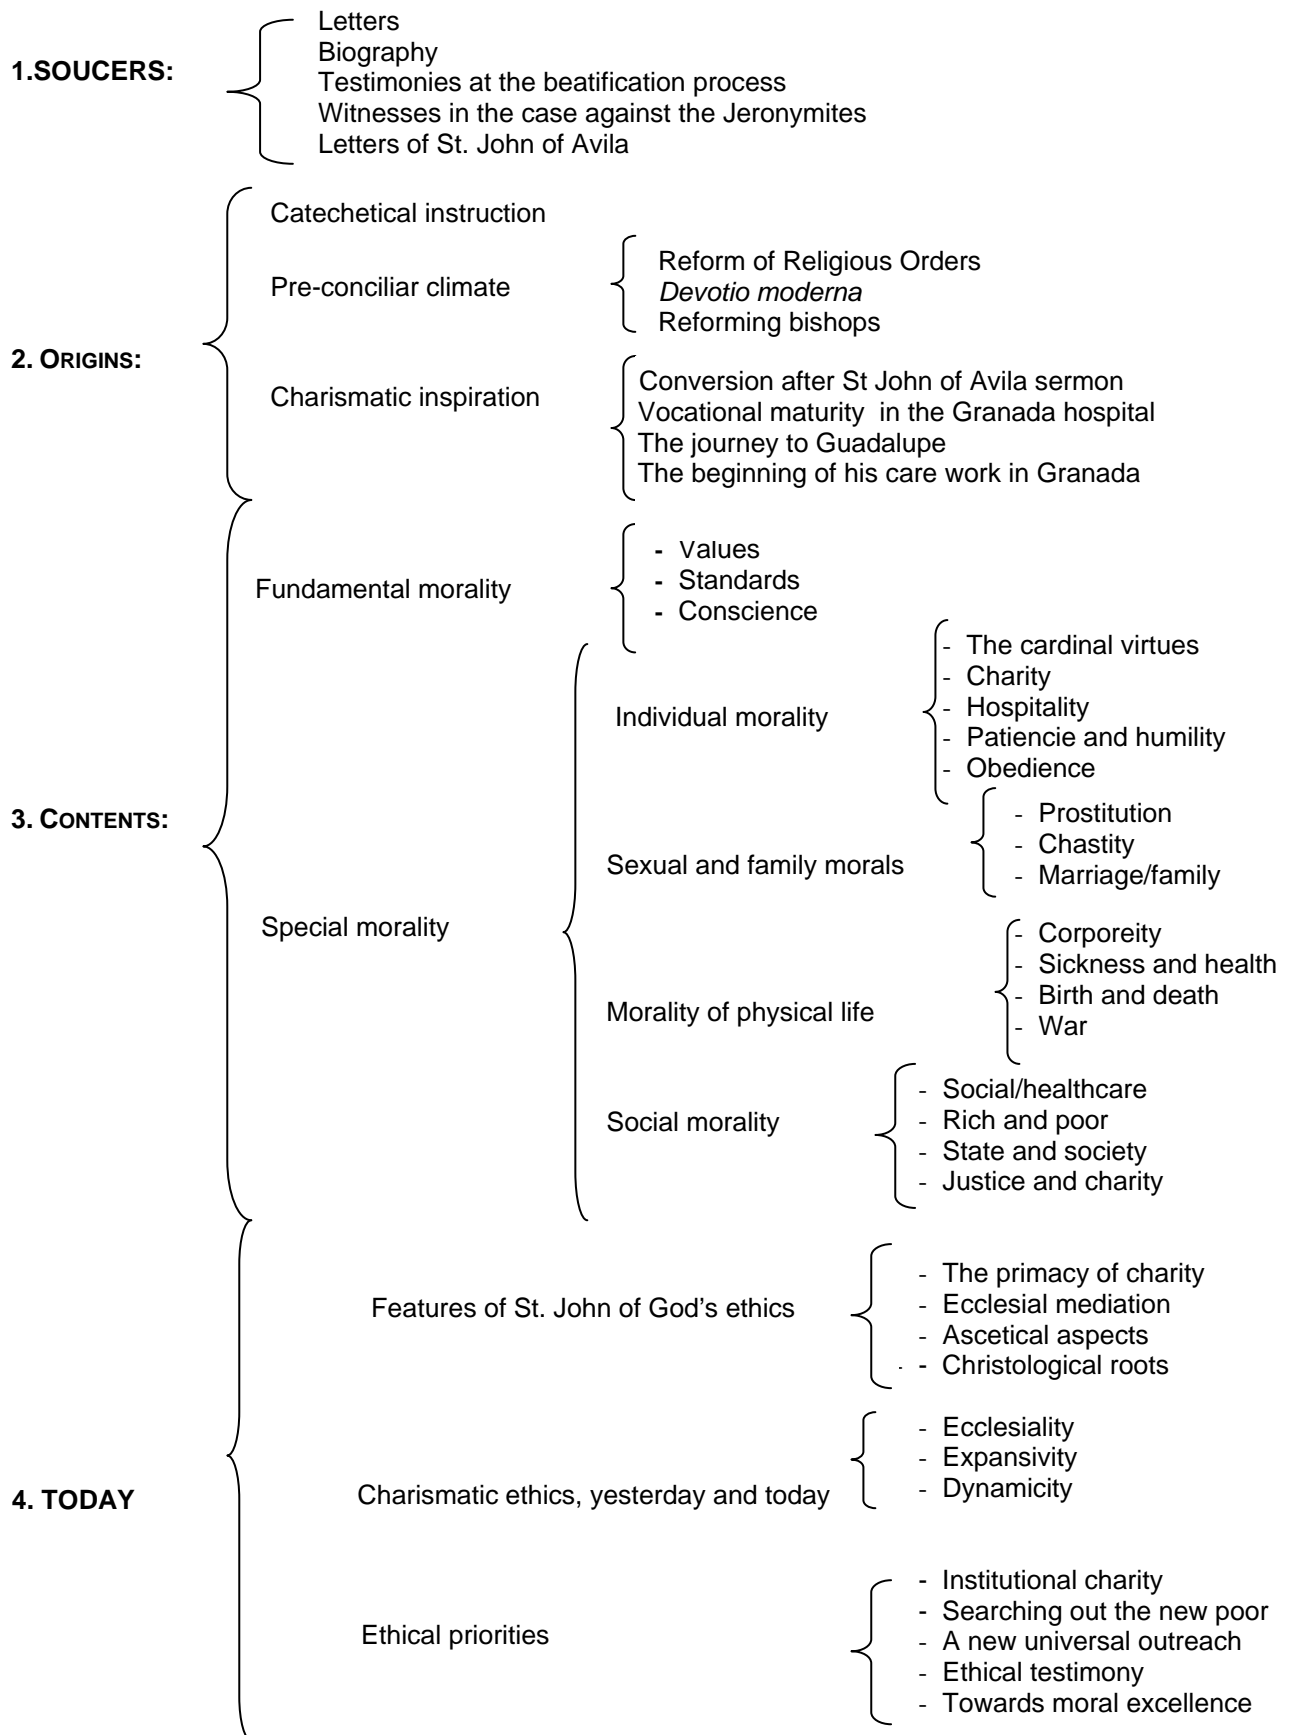 1.SOUCERS:
Letters
Biography
Testimonies at the beatification process
Witnesses in the case against the Jeronymites
Letters of St. John of Avila
2. ORIGINS:
Catechetical instruction
Pre-conciliar climate
Reform of Religious Orders
Devotio moderna
Reforming bishops
Charismatic inspiration
Conversion after St John of Avila sermon
Vocational maturity in the Granada hospital
The journey to Guadalupe
The beginning of his care work in Granada
3. CONTENTS:
Fundamental morality
- Values
- Standards
- Conscience
Special morality
Individual morality
- The cardinal virtues
- Charity
- Hospitality
- Patiencie and humility
- Obedience
Sexual and family morals
- Prostitution
- Chastity
- Marriage/family
Morality of physical life
- Corporeity
- Sickness and health
- Birth and death
- War
Social morality
- Social/healthcare
- Rich and poor
- State and society
- Justice and charity
4. TODAY
Features of St. John of God’s ethics
- The primacy of charity
- Ecclesial mediation
- Ascetical aspects
- - Christological roots
Charismatic ethics, yesterday and today
- Ecclesiality
- Expansivity
- Dynamicity
Ethical priorities
- Institutional charity
- Searching out the new poor
- A new universal outreach
- Ethical testimony
- Towards moral excellence